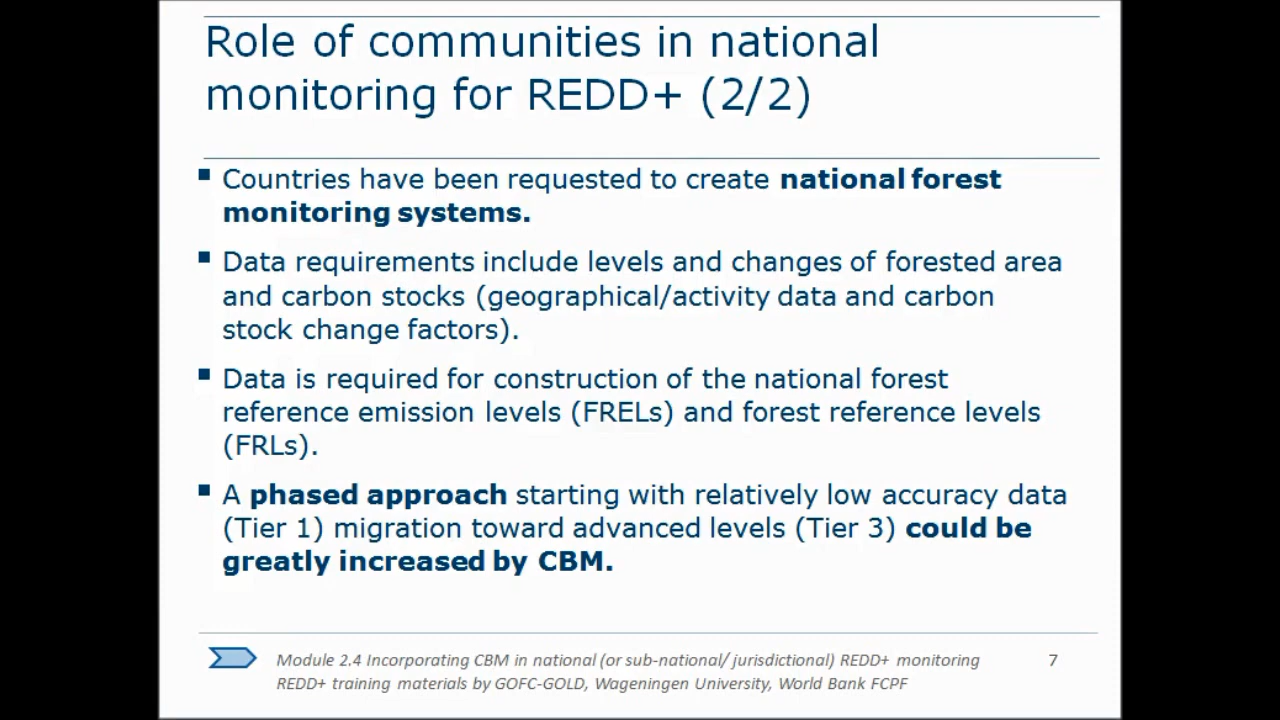 Role of communities in national
monitoring for REDD+ (2/2)
Countries have been requested to create national forest
monitoring systems.
Data requirements include levels and changes of forested area
and carbon stocks (geographical/activity data and carbon
stock change factors).
Data is required for construction of the national forest
reference emission levels (FRELs) and forest reference levels
(FRLs).
A phased approach starting with relatively low accuracy data
(Tier 1) migration toward advanced levels (Tier 3) could be
greatly increased by CBM.
Module 2.4 Incorporating CBM in national (or sub-national/ jurisdictional) REDD+ monitoring
REDD+ training materials by GOFC-GOLD, Wageningen University, World Bank FCPF
7